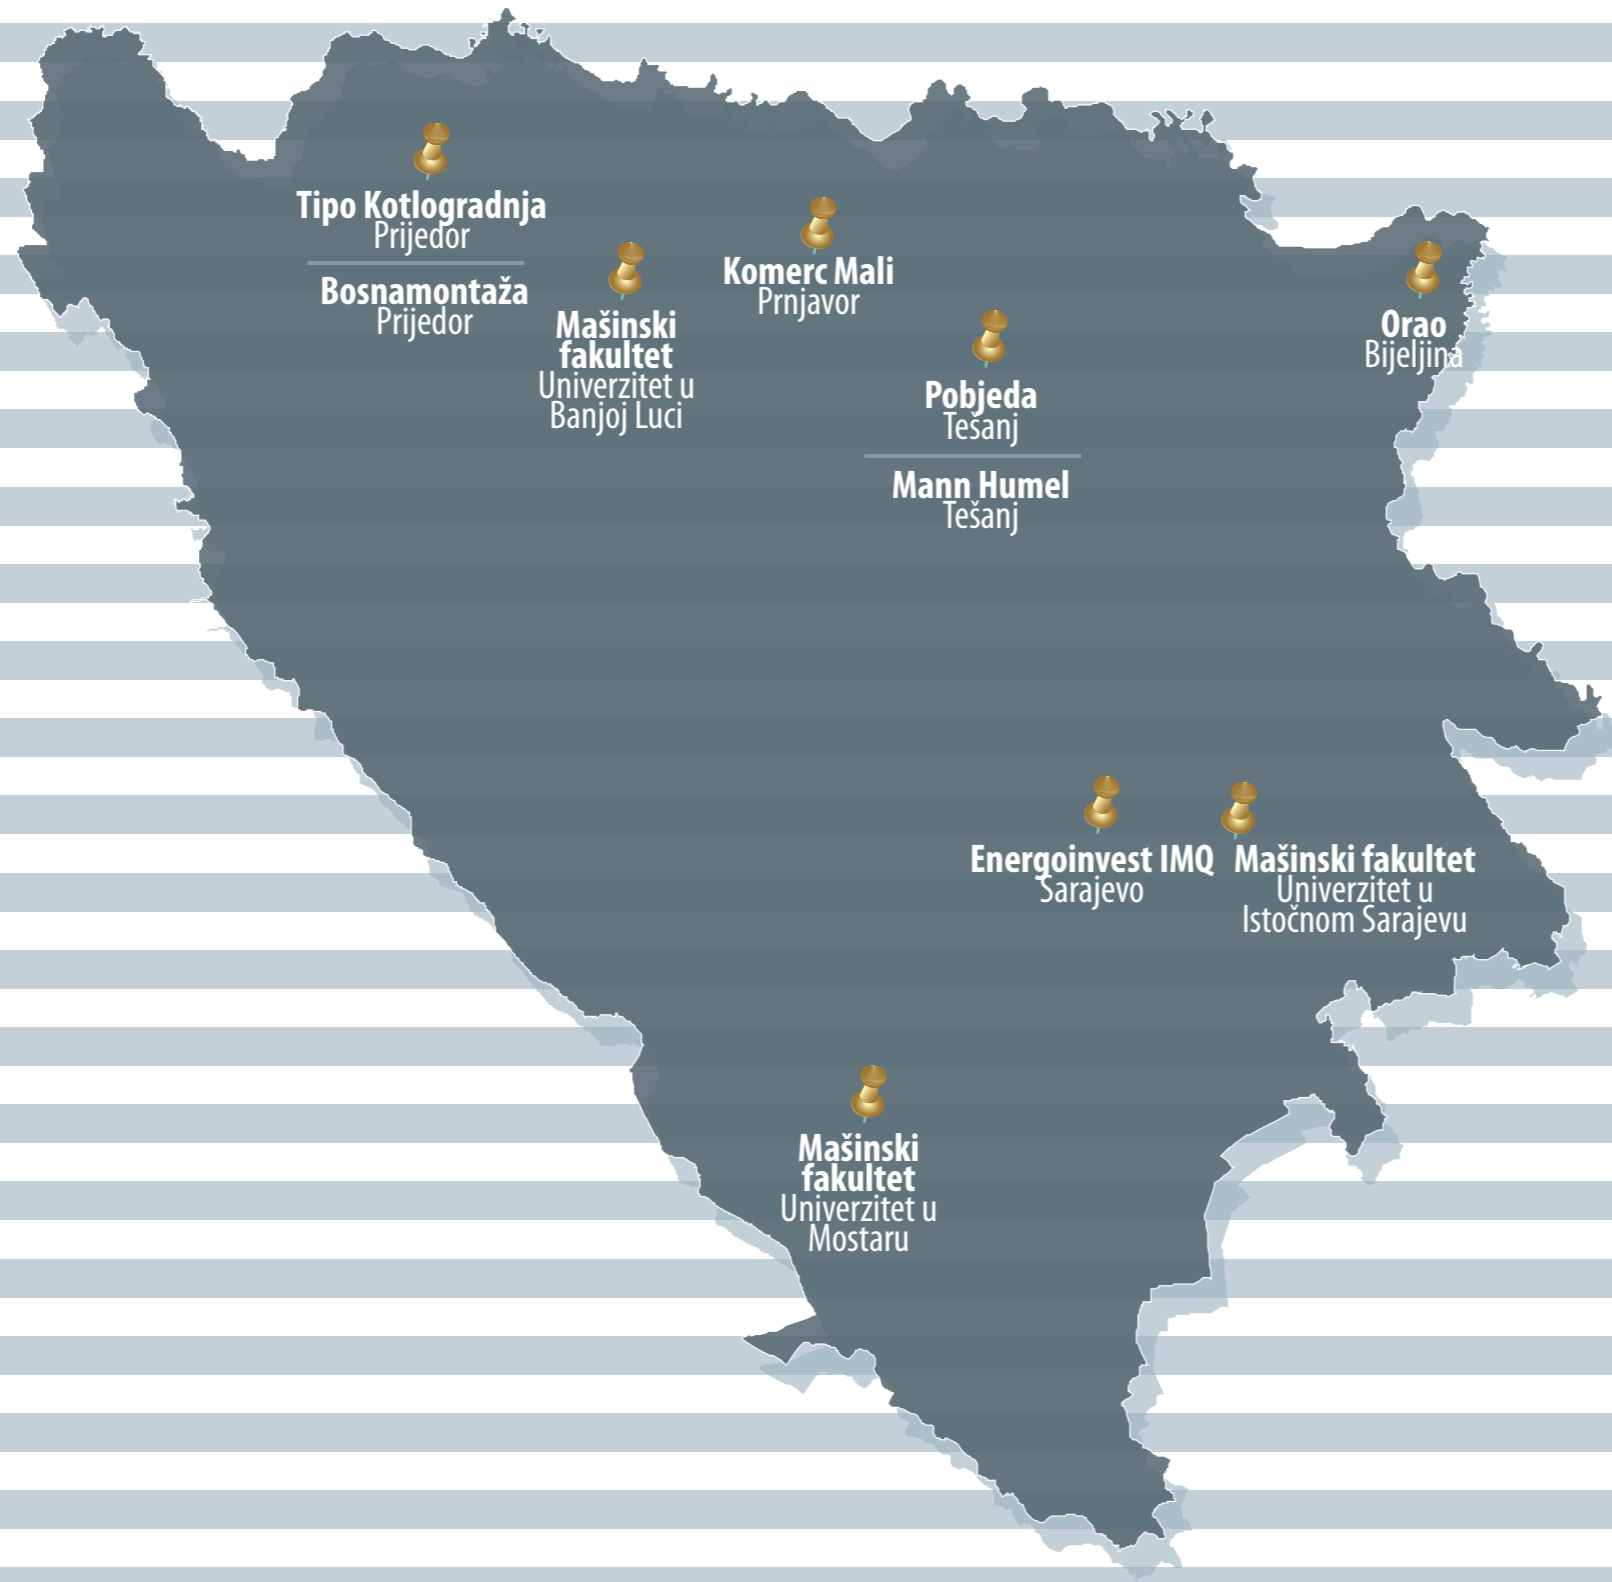 Tipo Kotlogradnja
Prijedor
Bosnamontaža
Prijedor
Mašinski
fakultet
Univerzitet u
Banjoj Luci
Komerc Mali
Prnjavor
Pobjeda
Tešanj
Mann Humel
Tešanj
Orao
Bijeljina
Energoinvest IMQ
Sarajevo
Mašinski fakultet
Univerzitet u
Istočnom Sarajevu
Mašinski
fakultet
Univerzitet u
Mostaru